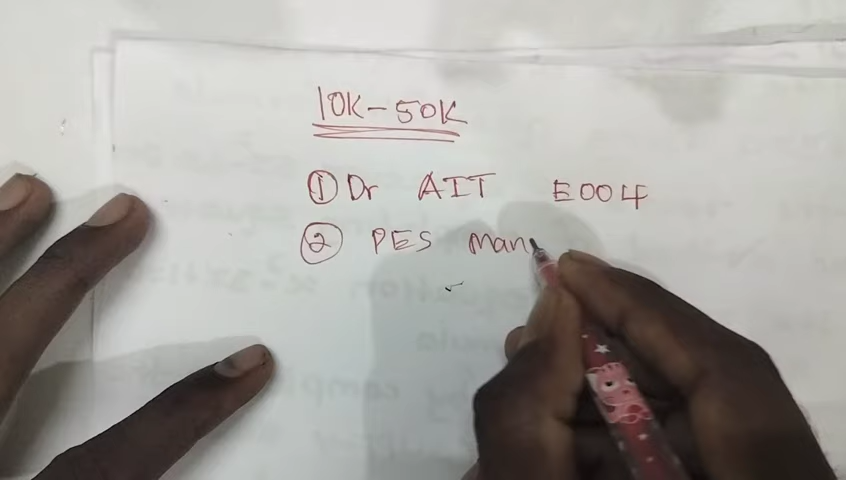 10K - 50K
① Dr AIT E004
② PES Man